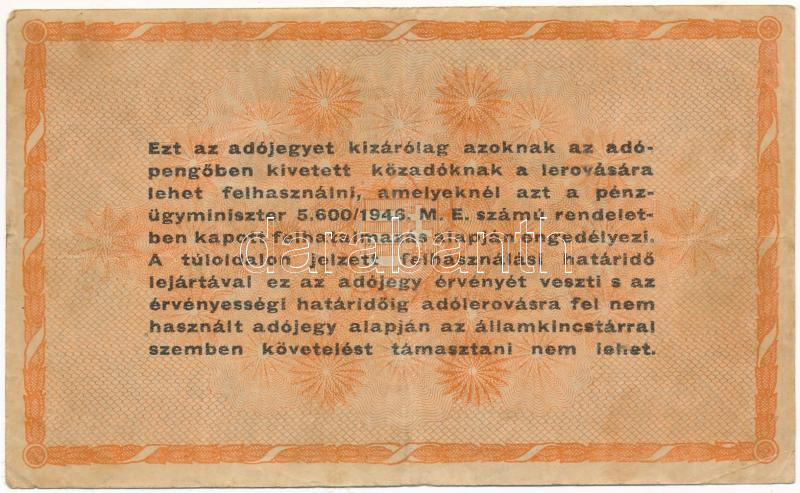 Ezt az adójegyet kizárólag azoknak az adó-
pengőben kivetett közadóknak a lerovására
lehet felhasználni, amelyeknél azt a pénz-
ügyminiszter 5.600/1946. M. E. számú rendelet-
ben kapott felhatalmazás alapján engedélyezi.
darabanth
A túloldalon jelzett felhasználási határidő
lejártával ez az adójegy érvényét veszti s az
érvényességi határidőig adólerovásra fel nem
használt adójegy alapján az államkincstárral
szemben követelést támasztani nem lehet.